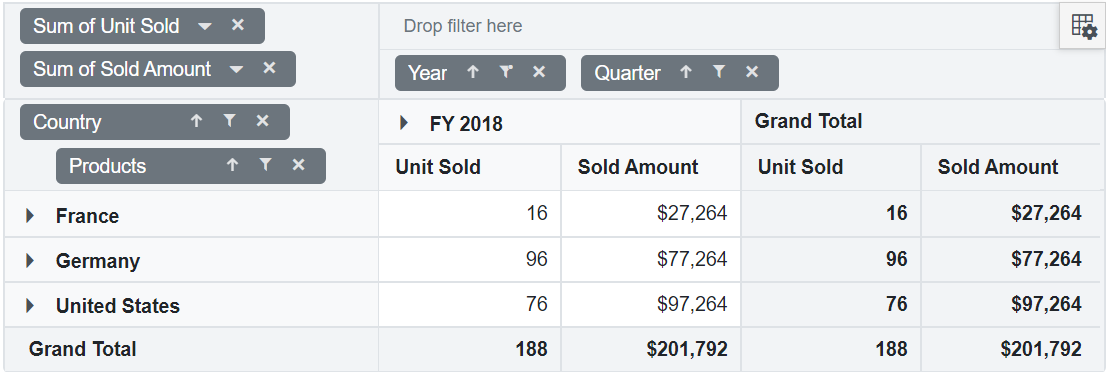 Sum of Unit Sold
Drop filter here
Sum of Sold Amount
Year Quarter
Country
FY 2018 Grand Total
Products
Unit Sold Sold Amount Unit Sold Sold Amount
France 16 $27,264 16 $27,264
Germany 96 $77,264 96 $77,264
United States 76 $97,264 76 $97,264
Grand Total 188 $201,792 188 $201,792